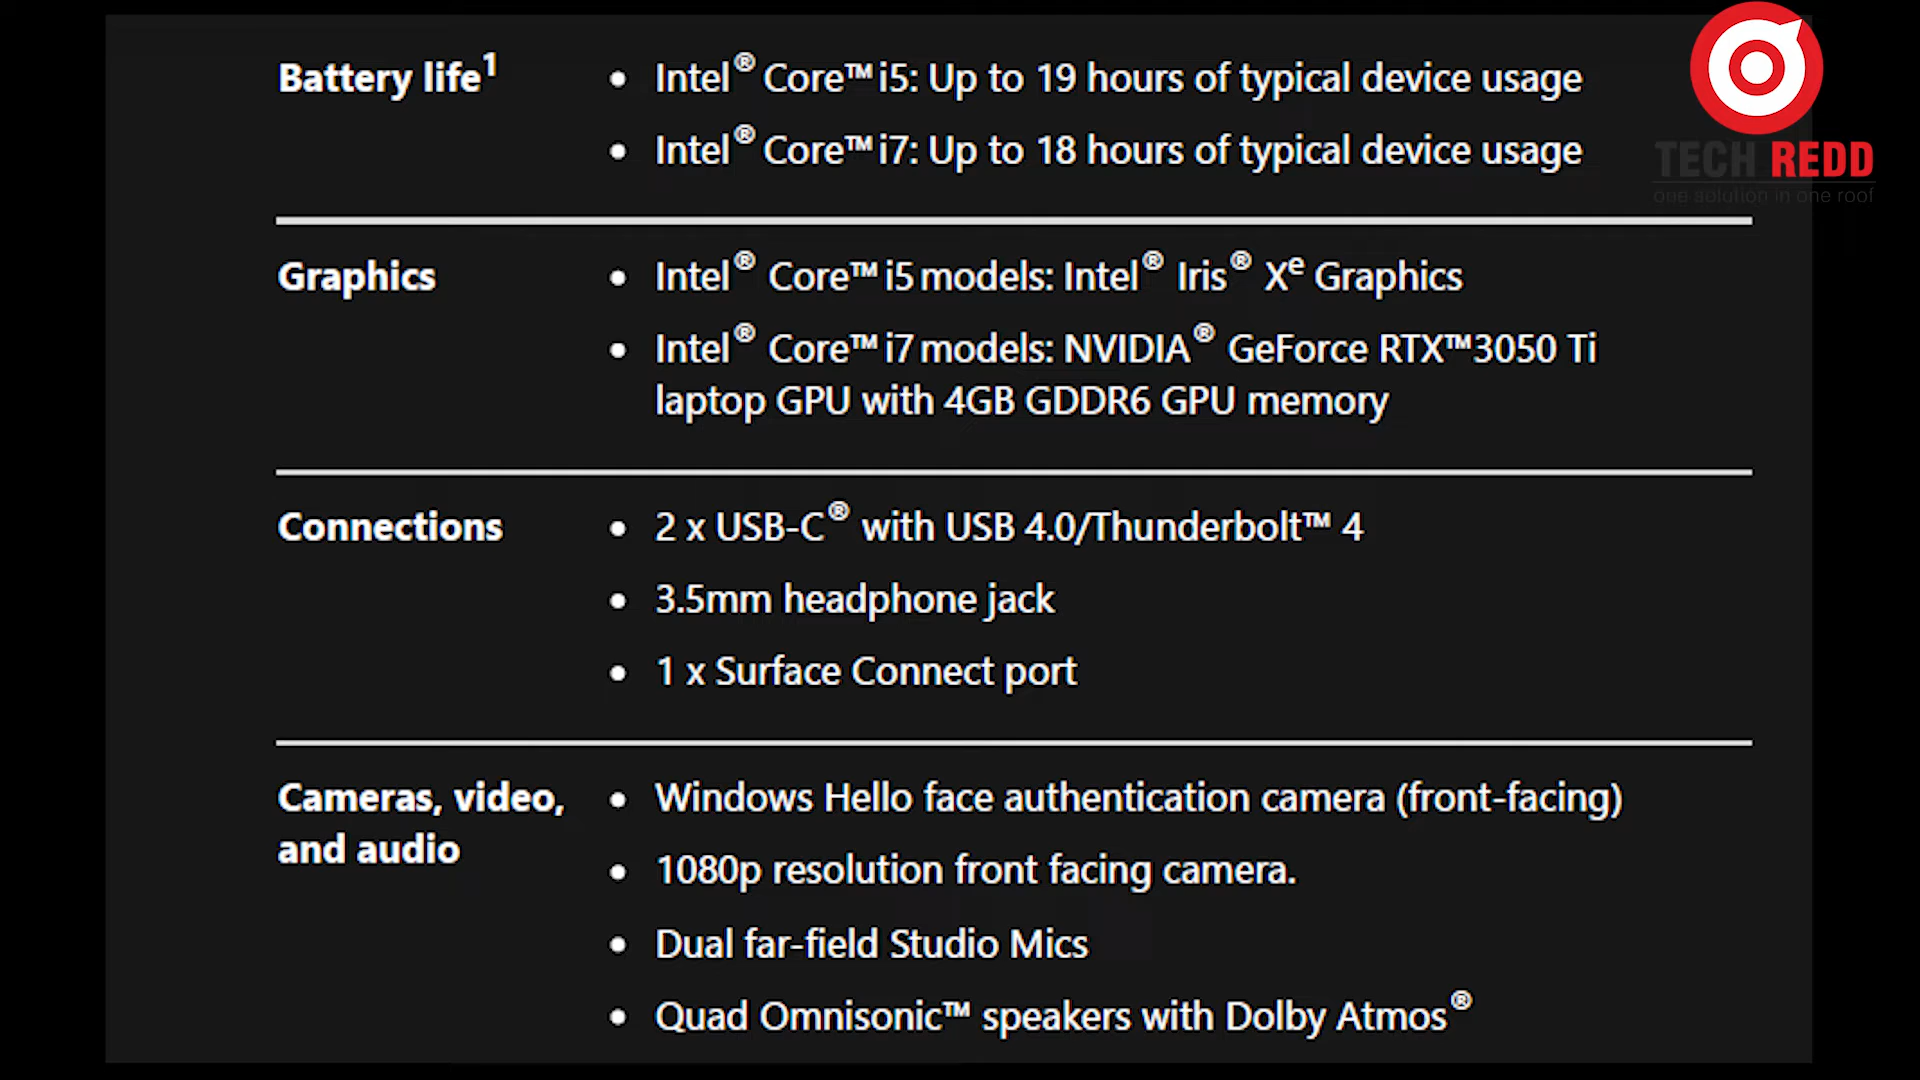 Battery life¹
• Intel® Core™ i5: Up to 19 hours of typical device usage
• Intel® Core™ i7: Up to 18 hours of typical device usage
TECH REDD
one solution in one roof
Graphics
• Intel® Core™ i5 models: Intel® Iris® Xᵉ Graphics
• Intel® Core™ i7 models: NVIDIA® GeForce RTX™3050 Ti
laptop GPU with 4GB GDDR6 GPU memory
Connections
• 2 x USB-C® with USB 4.0/Thunderbolt™ 4
• 3.5mm headphone jack
• 1 x Surface Connect port
Cameras, video,
and audio
• Windows Hello face authentication camera (front-facing)
• 1080p resolution front facing camera.
• Dual far-field Studio Mics
• Quad Omnisonic™ speakers with Dolby Atmos®